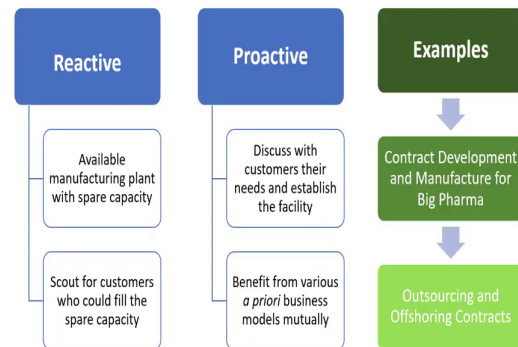 Reactive
Available
manufacturing plant
with spare capacity
Scout for customers
who could fill the
spare capacity
Proactive
Discuss with
customers their
needs and establish
the facility
Benefit from various
a priori business
models mutually
Examples
Contract Development
and Manufacture for
Big Pharma
Outsourcing and
Offshoring Contracts